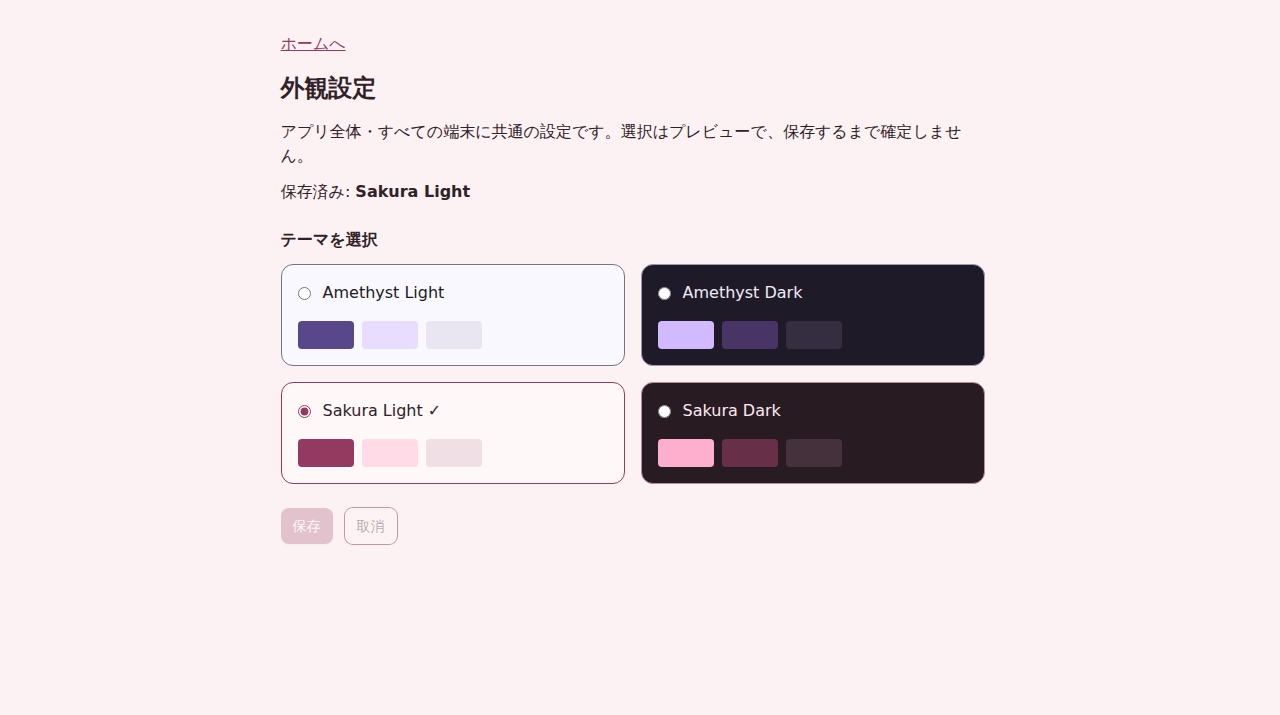 ホームへ
外観設定
アプリ全体・すべての端末に共通の設定です。選択はプレビューで、保存するまで確定しませ
ん。
保存済み: Sakura Light
テーマを選択
Amethyst Light
Amethyst Dark
Sakura Light ✓
Sakura Dark
保存
取消